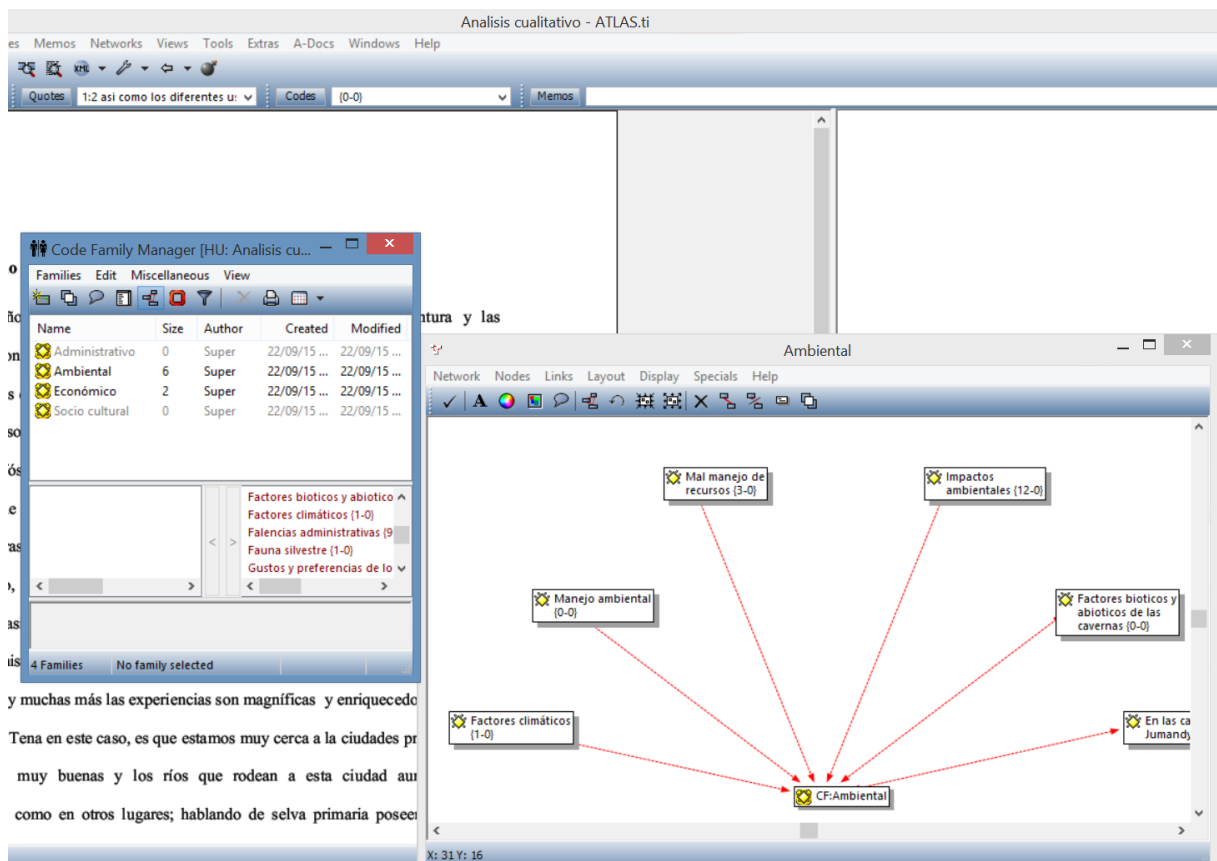 Analisis cualitativo - ATLAS.ti
es Memos Networks Views Tools Extras A-Docs Windows Help
XML
Quotes 1:2 asi como los diferentes u: Codes {0-0} Memos
Code Family Manager [HU: Analisis cu...
Families Edit Miscellaneous View
Name Size Author Created Modified
Administrativo 0 Super 22/09/15 ... 22/09/15 ...
Ambiental 6 Super 22/09/15 ... 22/09/15 ...
Económico 2 Super 22/09/15 ... 22/09/15 ...
Socio cultural 0 Super 22/09/15 ... 22/09/15 ...
Factores bioticos y abiotico
Factores climáticos {1-0}
Falencias administrativas {9
Fauna silvestre {1-0}
Gustos y preferencias de lo
4 Families No family selected
ntura y las
y muchas más las experiencias son magníficas y enriquecedo
Tena en este caso, es que estamos muy cerca a la ciudades pr
muy buenas y los ríos que rodean a esta ciudad aun
como en otros lugares; hablando de selva primaria poseen
Ambiental
Network Nodes Links Layout Display Specials Help
Mal manejo de
recursos {3-0}
Impactos
ambientales {12-0}
Manejo ambiental
{0-0}
Factores bioticos y
abioticos de las
cavernas {0-0}
Factores climáticos
{1-0}
En las ca
Jumandy
CF:Ambiental
X: 31 Y: 16